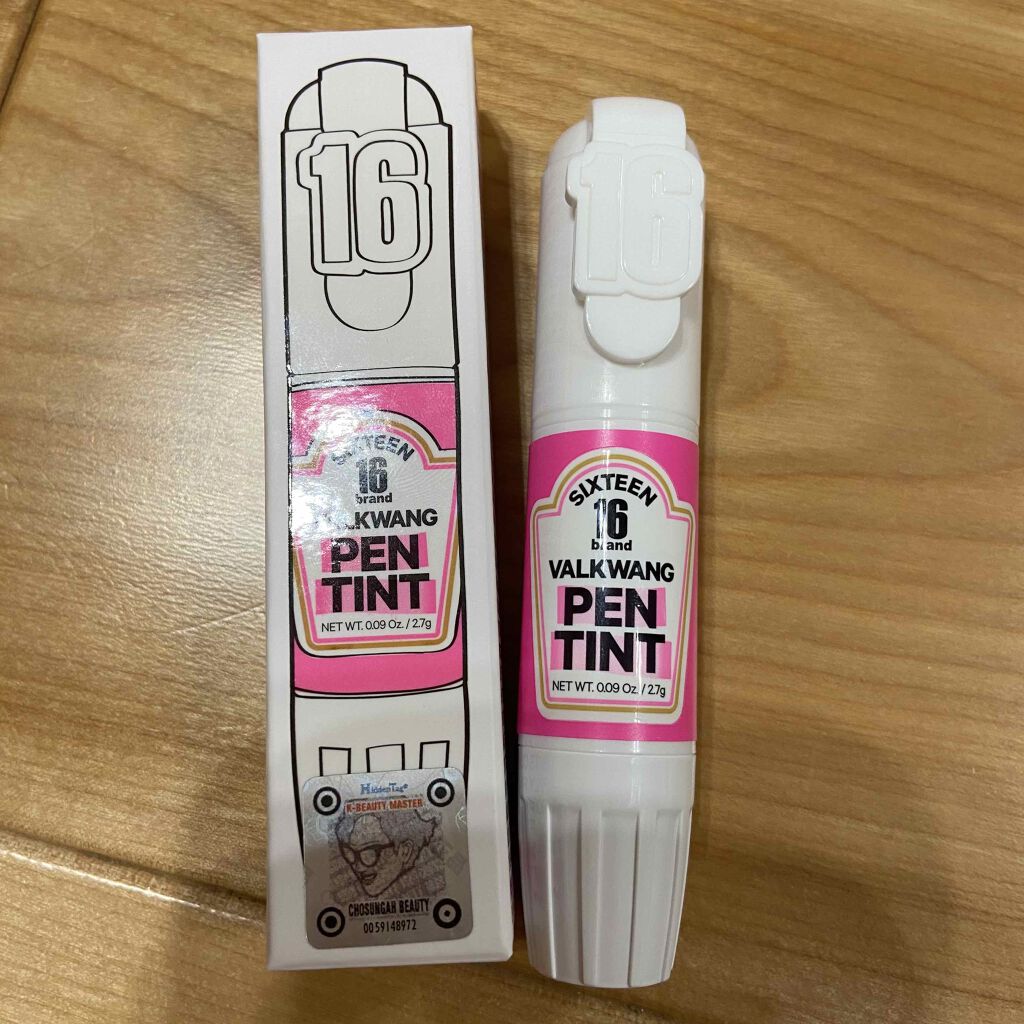 16
SIXTEEN
16
brand
VALKWANG
PEN
TINT
NET WT. 0.09 Oz. / 2.7g
HiddenTag®
K-BEAUTY MASTER
CHOSUNGAH BEAUTY
0059148972
16
SIXTEEN
16
brand
VALKWANG
PEN
TINT
NET WT. 0.09 Oz. / 2.7g